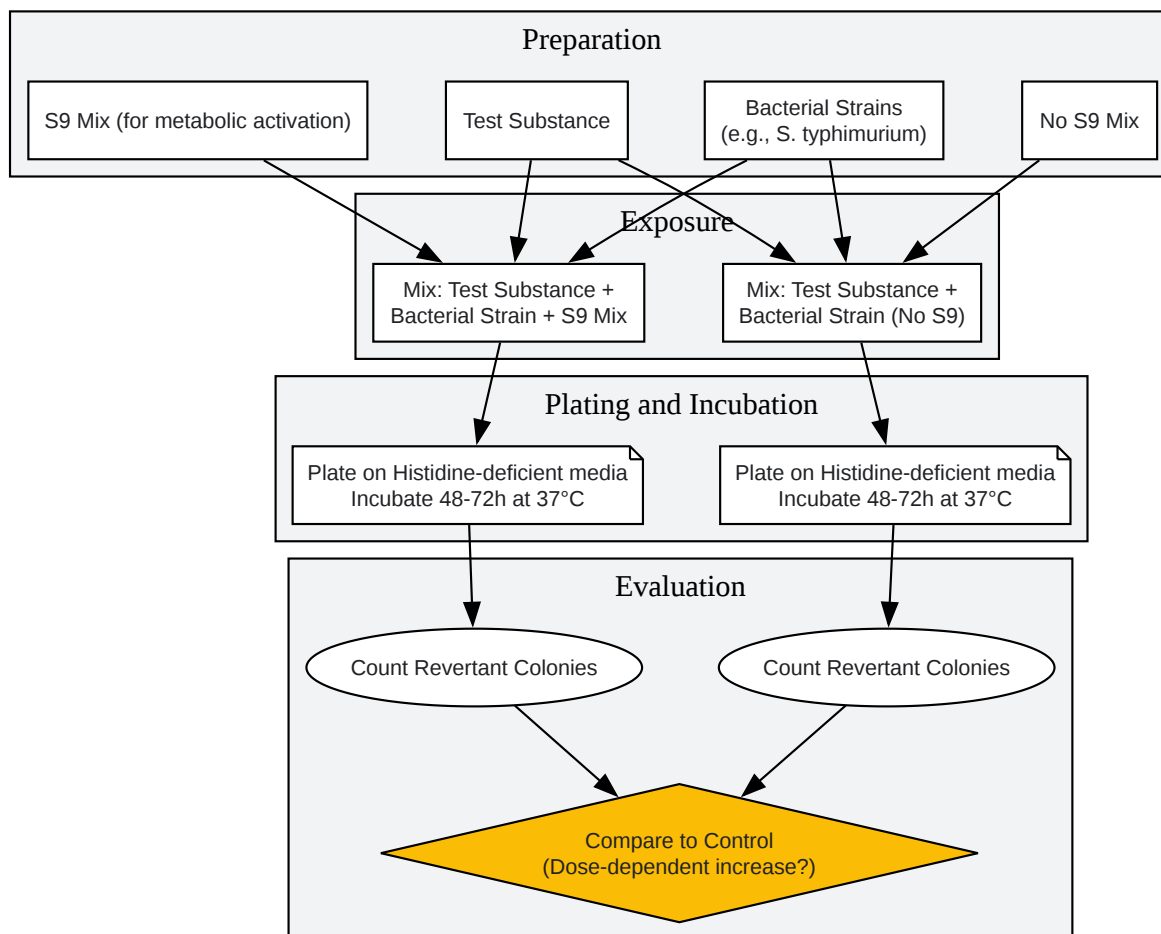 Preparation
S9 Mix (for metabolic activation)
Test Substance
Bacterial Strains
(e.g., S. typhimurium)
No S9 Mix
Exposure
Mix: Test Substance +
Bacterial Strain + S9 Mix
Mix: Test Substance +
Bacterial Strain (No S9)
Plating and Incubation
Plate on Histidine-deficient media
Incubate 48-72h at 37°C
Plate on Histidine-deficient media
Incubate 48-72h at 37°C
Evaluation
Count Revertant Colonies
Count Revertant Colonies
Compare to Control
(Dose-dependent increase?)